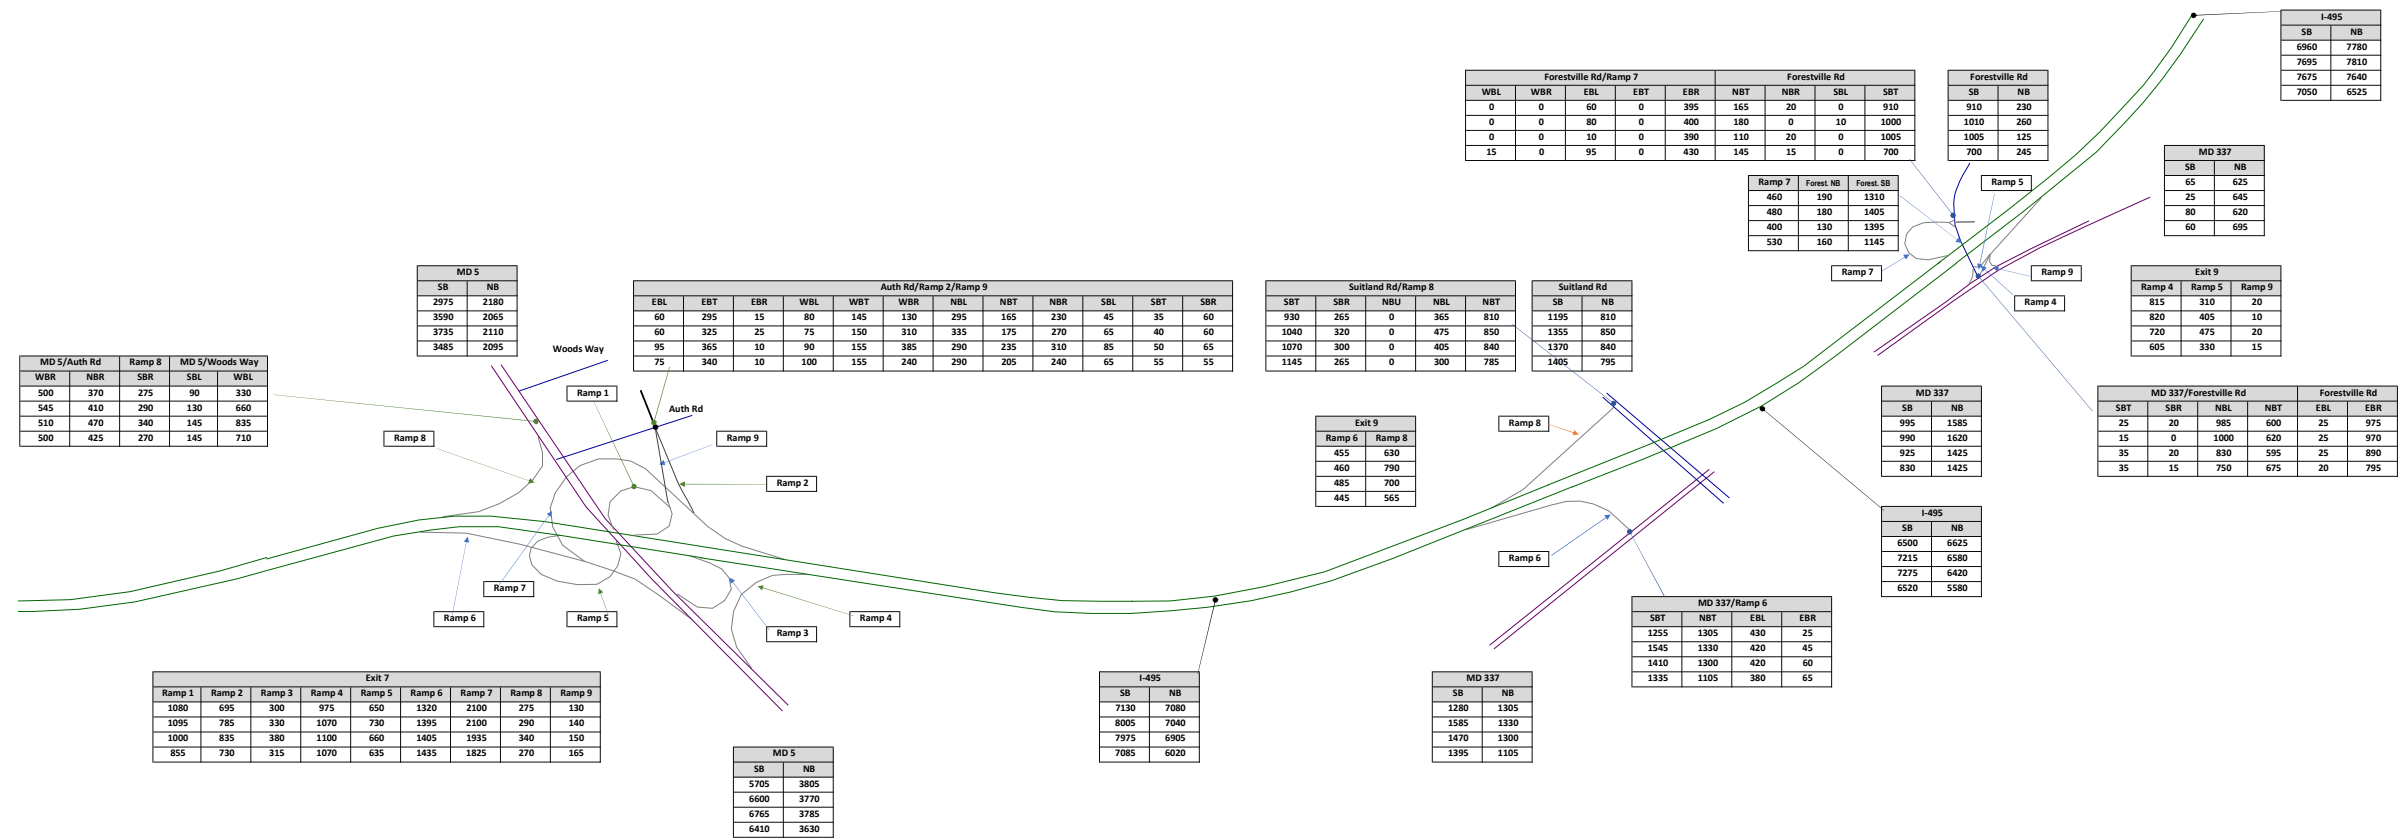 I-495
SB NB
6960 7780
7695 7810
7675 7640
7050 6525
Forestville Rd/Ramp 7 Forestville Rd
WBL WBR EBL EBT EBR NBT NBR SBL SBT
0 0 60 0 395 165 20 0 910
0 0 80 0 400 180 0 10 1000
0 0 10 0 390 110 20 0 1005
15 0 95 0 430 145 15 0 700
Forestville Rd
SB NB
910 230
1010 260
1005 125
700 245
MD 337
SB NB
65 625
25 645
80 620
60 695
Ramp 7 Forest. NB Forest. SB
460 190 1310
480 180 1405
400 130 1395
530 160 1145
Ramp 5
Ramp 7
Ramp 9
Ramp 4
Exit 9
Ramp 4 Ramp 5 Ramp 9
815 310 20
820 405 10
720 475 20
605 330 15
MD 5
SB NB
2975 2180
3590 2065
3735 2110
3485 2095
Auth Rd/Ramp 2/Ramp 9
EBL EBT EBR WBL WBT WBR NBL NBT NBR SBL SBT SBR
60 295 15 80 145 130 295 165 230 45 35 60
60 325 25 75 150 310 335 175 270 65 40 60
95 365 10 90 155 385 290 235 310 85 50 65
75 340 10 100 155 240 290 205 240 65 55 55
Suitland Rd/Ramp 8
SBT SBR NBU NBL NBT
930 265 0 365 810
1040 320 0 475 850
1070 300 0 405 840
1145 265 0 300 785
Suitland Rd
SB NB
1195 810
1355 850
1370 840
1405 795
Woods Way
MD 5/Auth Rd Ramp 8 MD 5/Woods Way
WBR NBR SBR SBL WBL
500 370 275 90 330
545 410 290 130 660
510 470 340 145 835
500 425 270 145 710
Ramp 1
Auth Rd
Ramp 8
Ramp 9
Ramp 2
MD 337
SB NB
995 1585
990 1620
925 1425
830 1425
MD 337/Forestville Rd Forestville Rd
SBT SBR NBL NBT EBL EBR
25 20 985 600 25 975
15 0 1000 620 25 970
35 20 830 595 25 890
35 15 750 675 20 795
Exit 9
Ramp 6 Ramp 8
455 630
460 790
485 700
445 565
Ramp 8
Ramp 6
I-495
SB NB
6500 6625
7215 6580
7275 6420
6520 5580
Ramp 7
Ramp 6
Ramp 5
Ramp 3
Ramp 4
MD 337/Ramp 6
SBT NBT EBL EBR
1255 1305 430 25
1545 1330 420 45
1410 1300 420 60
1335 1105 380 65
Exit 7
Ramp 1 Ramp 2 Ramp 3 Ramp 4 Ramp 5 Ramp 6 Ramp 7 Ramp 8 Ramp 9
1080 695 300 975 650 1320 2100 275 130
1095 785 330 1070 730 1395 2100 290 140
1000 835 380 1100 660 1405 1935 340 150
855 730 315 1070 635 1435 1825 270 165
I-495
SB NB
7130 7080
8005 7040
7975 6905
7085 6020
MD 337
SB NB
1280 1305
1585 1330
1470 1300
1395 1105
MD 5
SB NB
5705 3805
6600 3770
6765 3785
6410 3630